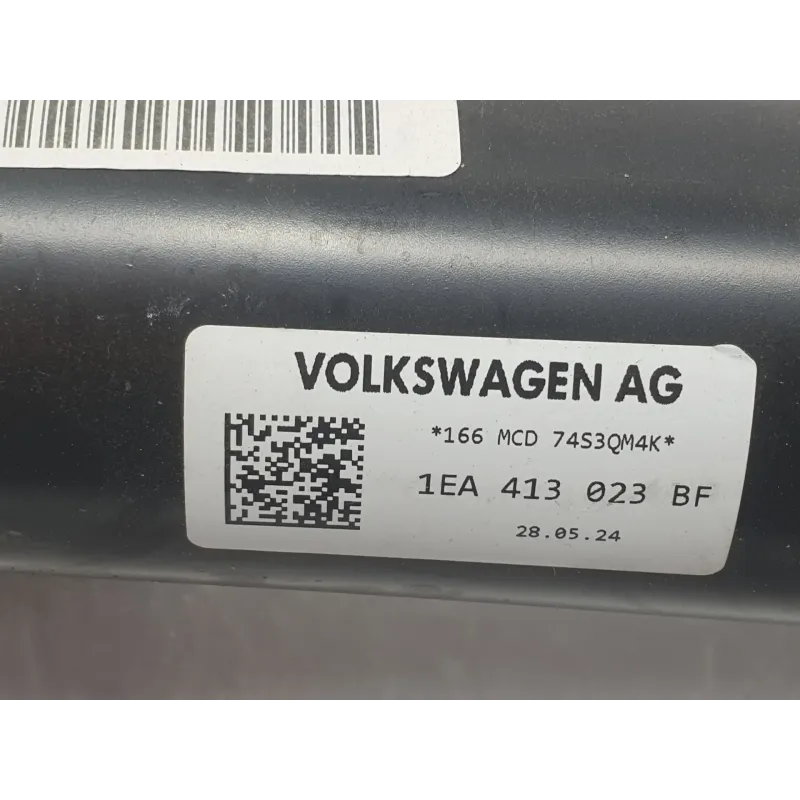 VOLKSWAGEN AG
*166 MCD 74S3QM4K*
1EA 413 023 BF
28.05.24